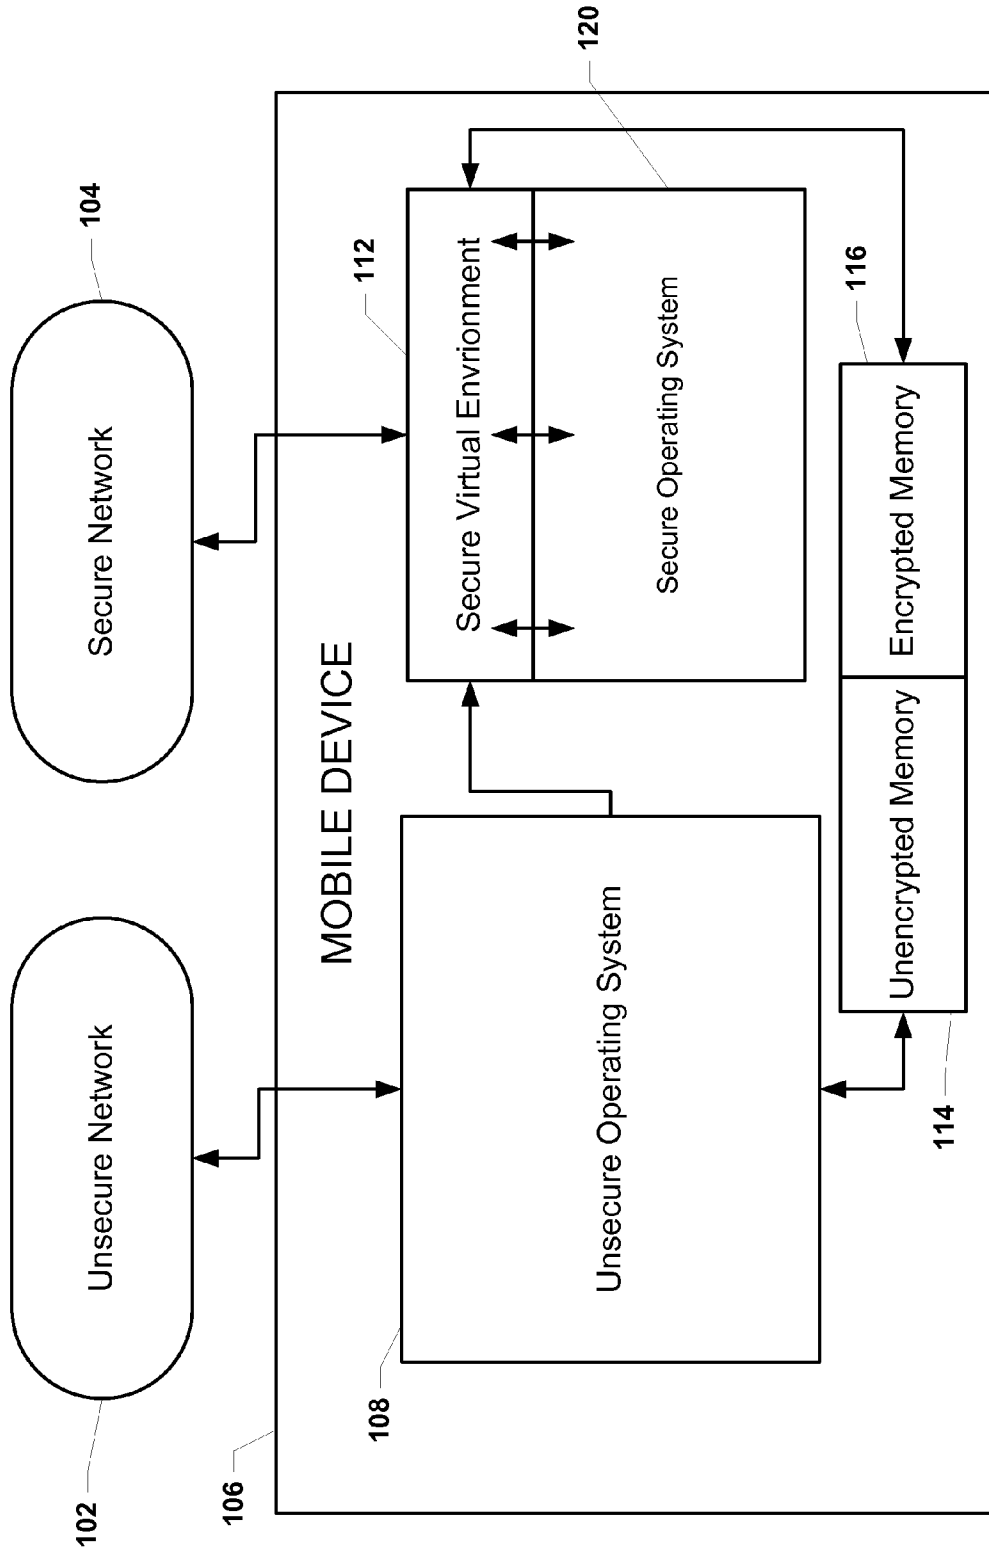 Unsecure Network
Secure Network
102
104
106
MOBILE DEVICE
108
112
120
Unsecure Operating System
Secure Virtual Envrionment
Secure Operating System
114
116
Unencrypted Memory
Encrypted Memory